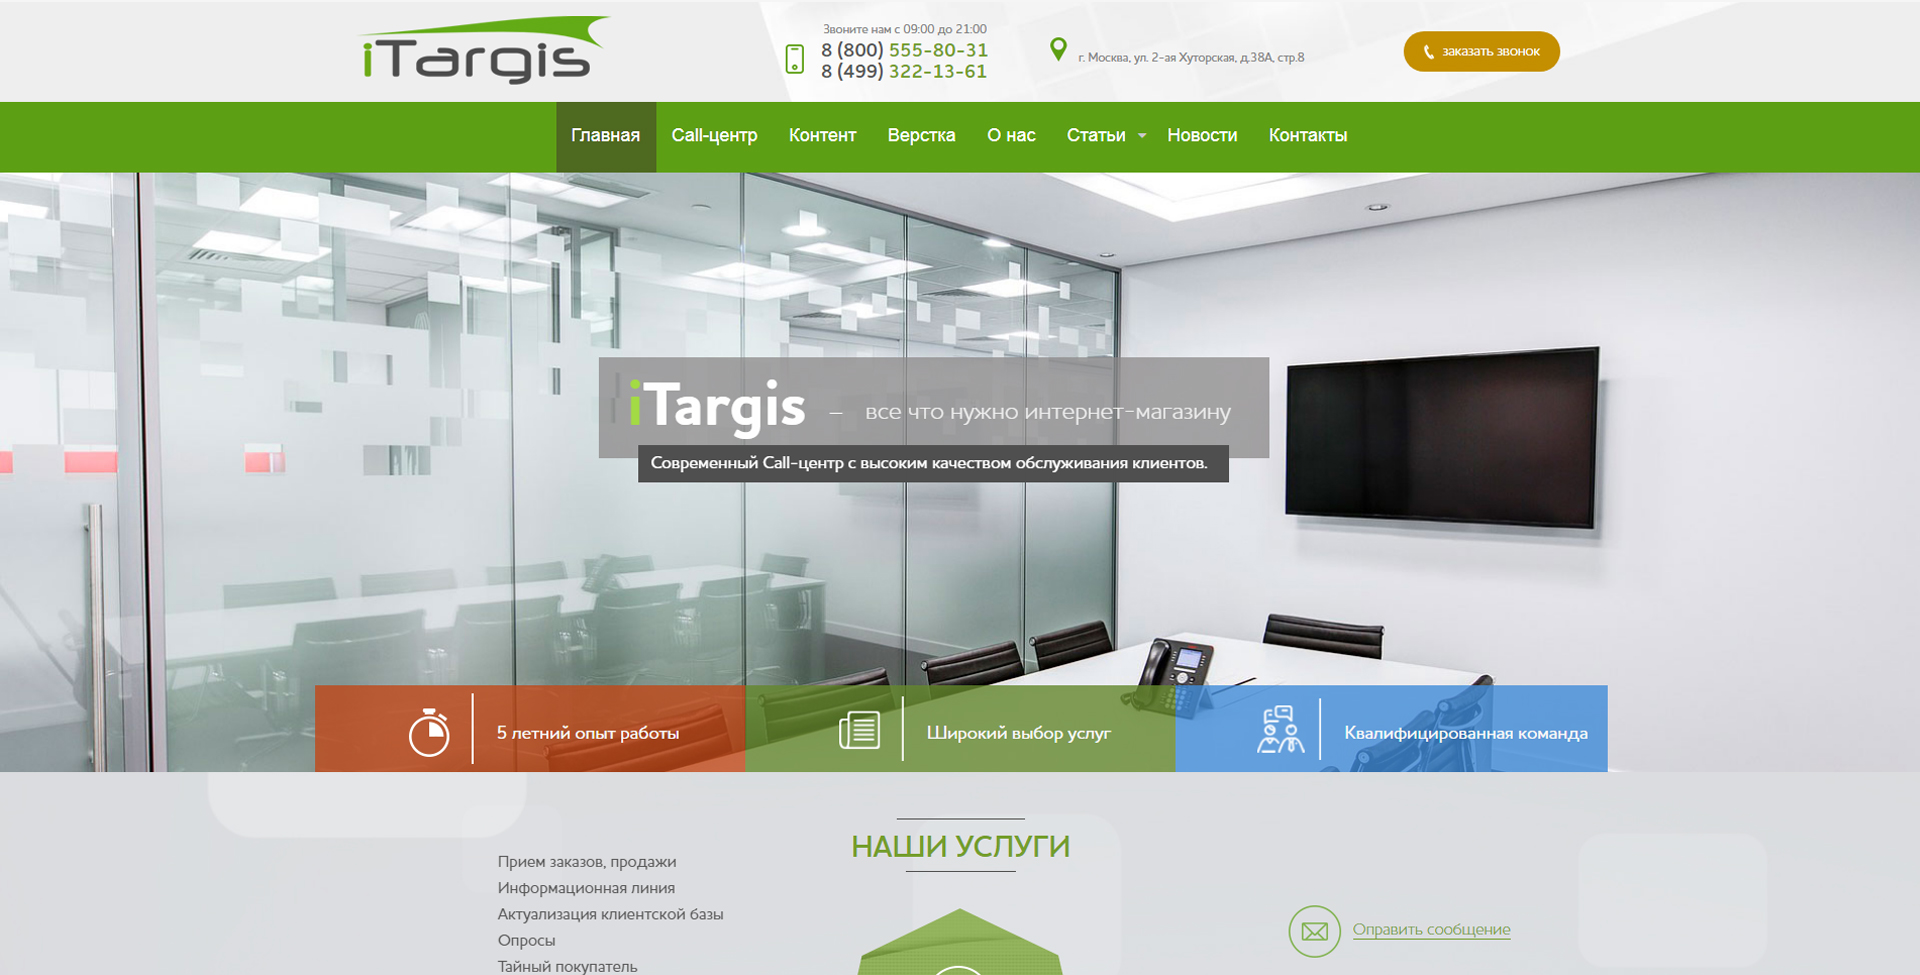 iTargis
Звоните нам с 09:00 до 21:00
8 (800) 555-80-31
8 (499) 322-13-61
г. Москва, ул. 2-ая Хуторская, д.38А, стр.8
заказать звонок
Главная Call-центр Контент Верстка О нас Статьи Новости Контакты
iTargis – все что нужно интернет-магазину
Современный Call-центр с высоким качеством обслуживания клиентов.
5 летний опыт работы
Широкий выбор услуг
Квалифицированная команда
НАШИ УСЛУГИ
Прием заказов, продажи
Информационная линия
Актуализация клиентской базы
Опросы
Тайный покупатель
Оправить сообщение